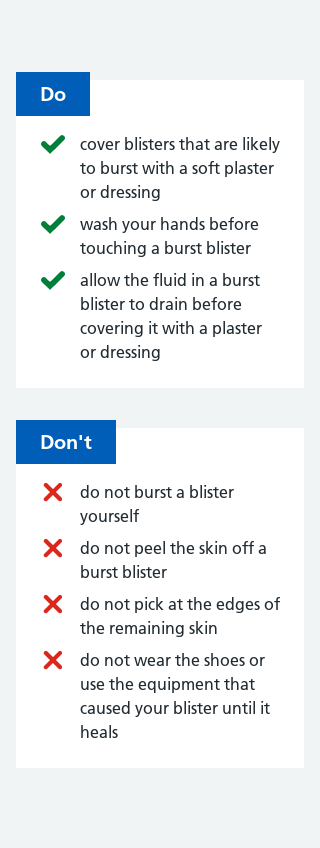 Do
cover blisters that are likely
to burst with a soft plaster
or dressing
wash your hands before
touching a burst blister
allow the fluid in a burst
blister to drain before
covering it with a plaster
or dressing
Don't
do not burst a blister
yourself
do not peel the skin off a
burst blister
do not pick at the edges of
the remaining skin
do not wear the shoes or
use the equipment that
caused your blister until it
heals